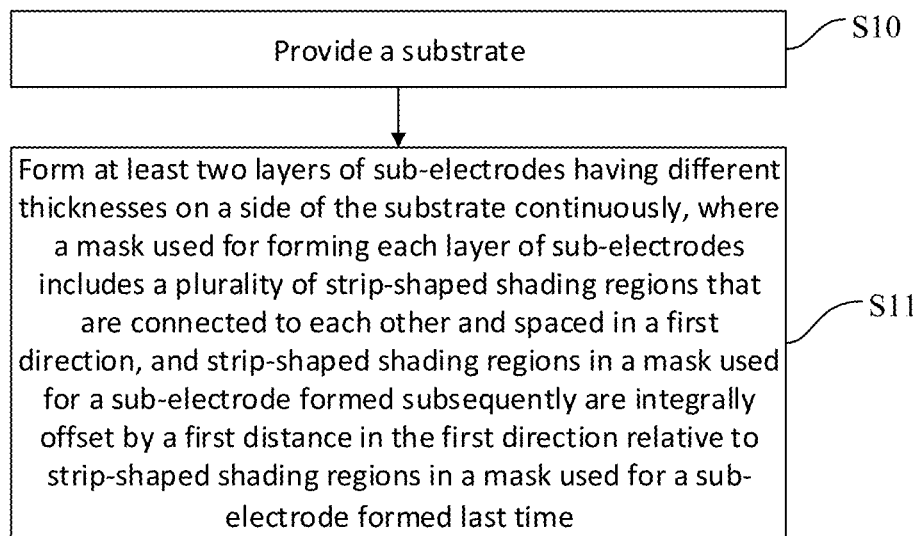 Provide a substrate
S10
Form at least two layers of sub-electrodes having different
thicknesses on a side of the substrate continuously, where
a mask used for forming each layer of sub-electrodes
includes a plurality of strip-shaped shading regions that
are connected to each other and spaced in a first
direction, and strip-shaped shading regions in a mask used
for a sub-electrode formed subsequently are integrally
offset by a first distance in the first direction relative to
strip-shaped shading regions in a mask used for a sub-
electrode formed last time
S11